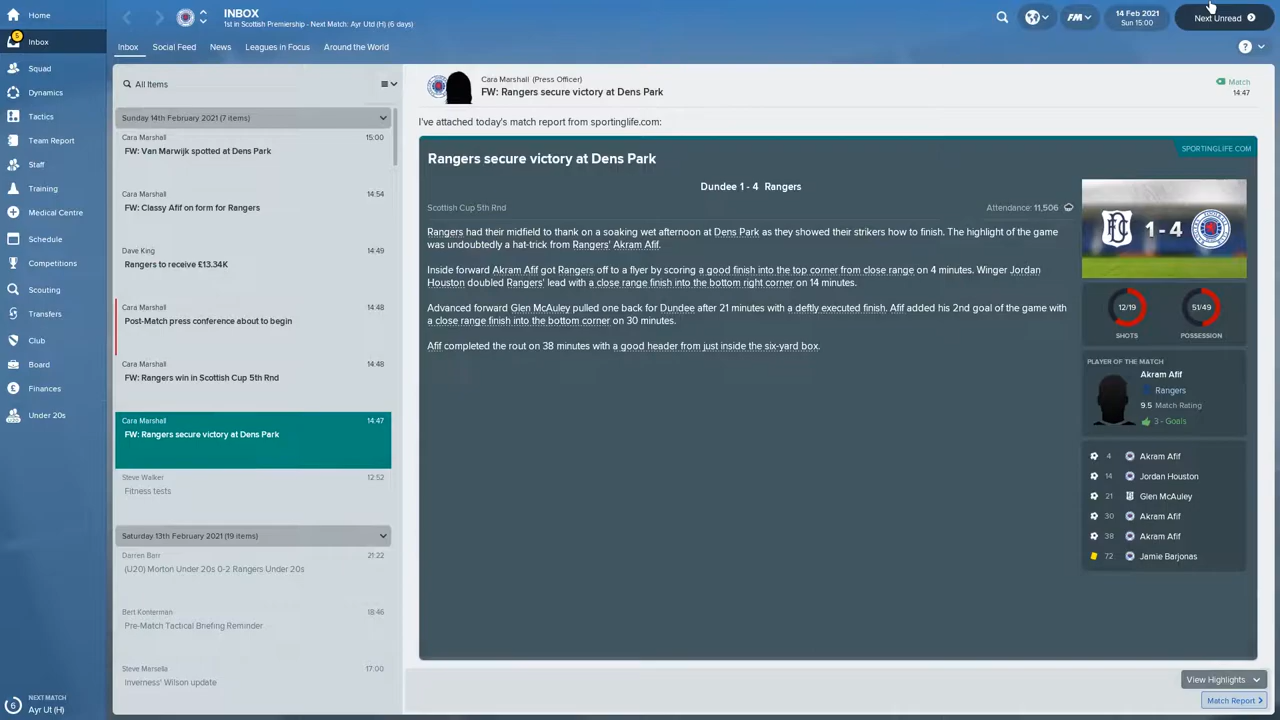 Home
5
Inbox
Squad
Dynamics
Tactics
Team Report
Staff
Training
Medical Centre
Schedule
Competitions
Scouting
Transfers
Club
Board
Finances
Under 20s
6
NEXT MATCH
Ayr Ut (H)
INBOX
1st in Scottish Premiership - Next Match: Ayr Utd (H) (6 days)
FM
14 Feb 2021
Sun 15:00
Next Unread
Inbox Social Feed News Leagues in Focus Around the World
?
All Items
Sunday 14th February 2021 (7 items)
Cara Marshall 15:00
FW: Van Marwijk spotted at Dens Park
Cara Marshall 14:54
FW: Classy Afif on form for Rangers
Dave King 14:49
Rangers to receive £13.34K
Cara Marshall 14:48
Post-Match press conference about to begin
Cara Marshall 14:48
FW: Rangers win in Scottish Cup 5th Rnd
Cara Marshall 14:47
FW: Rangers secure victory at Dens Park
Steve Walker 12:52
Fitness tests
Saturday 13th February 2021 (19 items)
Darren Barr 21:22
(U20) Morton Under 20s 0-2 Rangers Under 20s
Bert Konterman 18:46
Pre-Match Tactical Briefing Reminder
Steve Marsella 17:00
Inverness' Wilson update
Cara Marshall (Press Officer)
FW: Rangers secure victory at Dens Park
Match
14:47
I've attached today's match report from sportinglife.com:
SPORTINGLIFE.COM
Rangers secure victory at Dens Park
Dundee 1 - 4 Rangers
Scottish Cup 5th Rnd Attendance: 11,506
Rangers had their midfield to thank on a soaking wet afternoon at Dens Park as they showed their strikers how to finish. The highlight of the game
was undoubtedly a hat-trick from Rangers' Akram Afif.
Inside forward Akram Afif got Rangers off to a flyer by scoring a good finish into the top corner from close range on 4 minutes. Winger Jordan
Houston doubled Rangers' lead with a close range finish into the bottom right corner on 14 minutes.
Advanced forward Glen McAuley pulled one back for Dundee after 21 minutes with a deftly executed finish. Afif added his 2nd goal of the game with
a close range finish into the bottom corner on 30 minutes.
Afif completed the rout on 38 minutes with a good header from just inside the six-yard box.
1 - 4
12/19
SHOTS
51/49
POSSESSION
PLAYER OF THE MATCH
Akram Afif
Rangers
9.5 Match Rating
3 - Goals
4 Akram Afif
14 Jordan Houston
21 Glen McAuley
30 Akram Afif
38 Akram Afif
72 Jamie Barjonas
View Highlights
Match Report